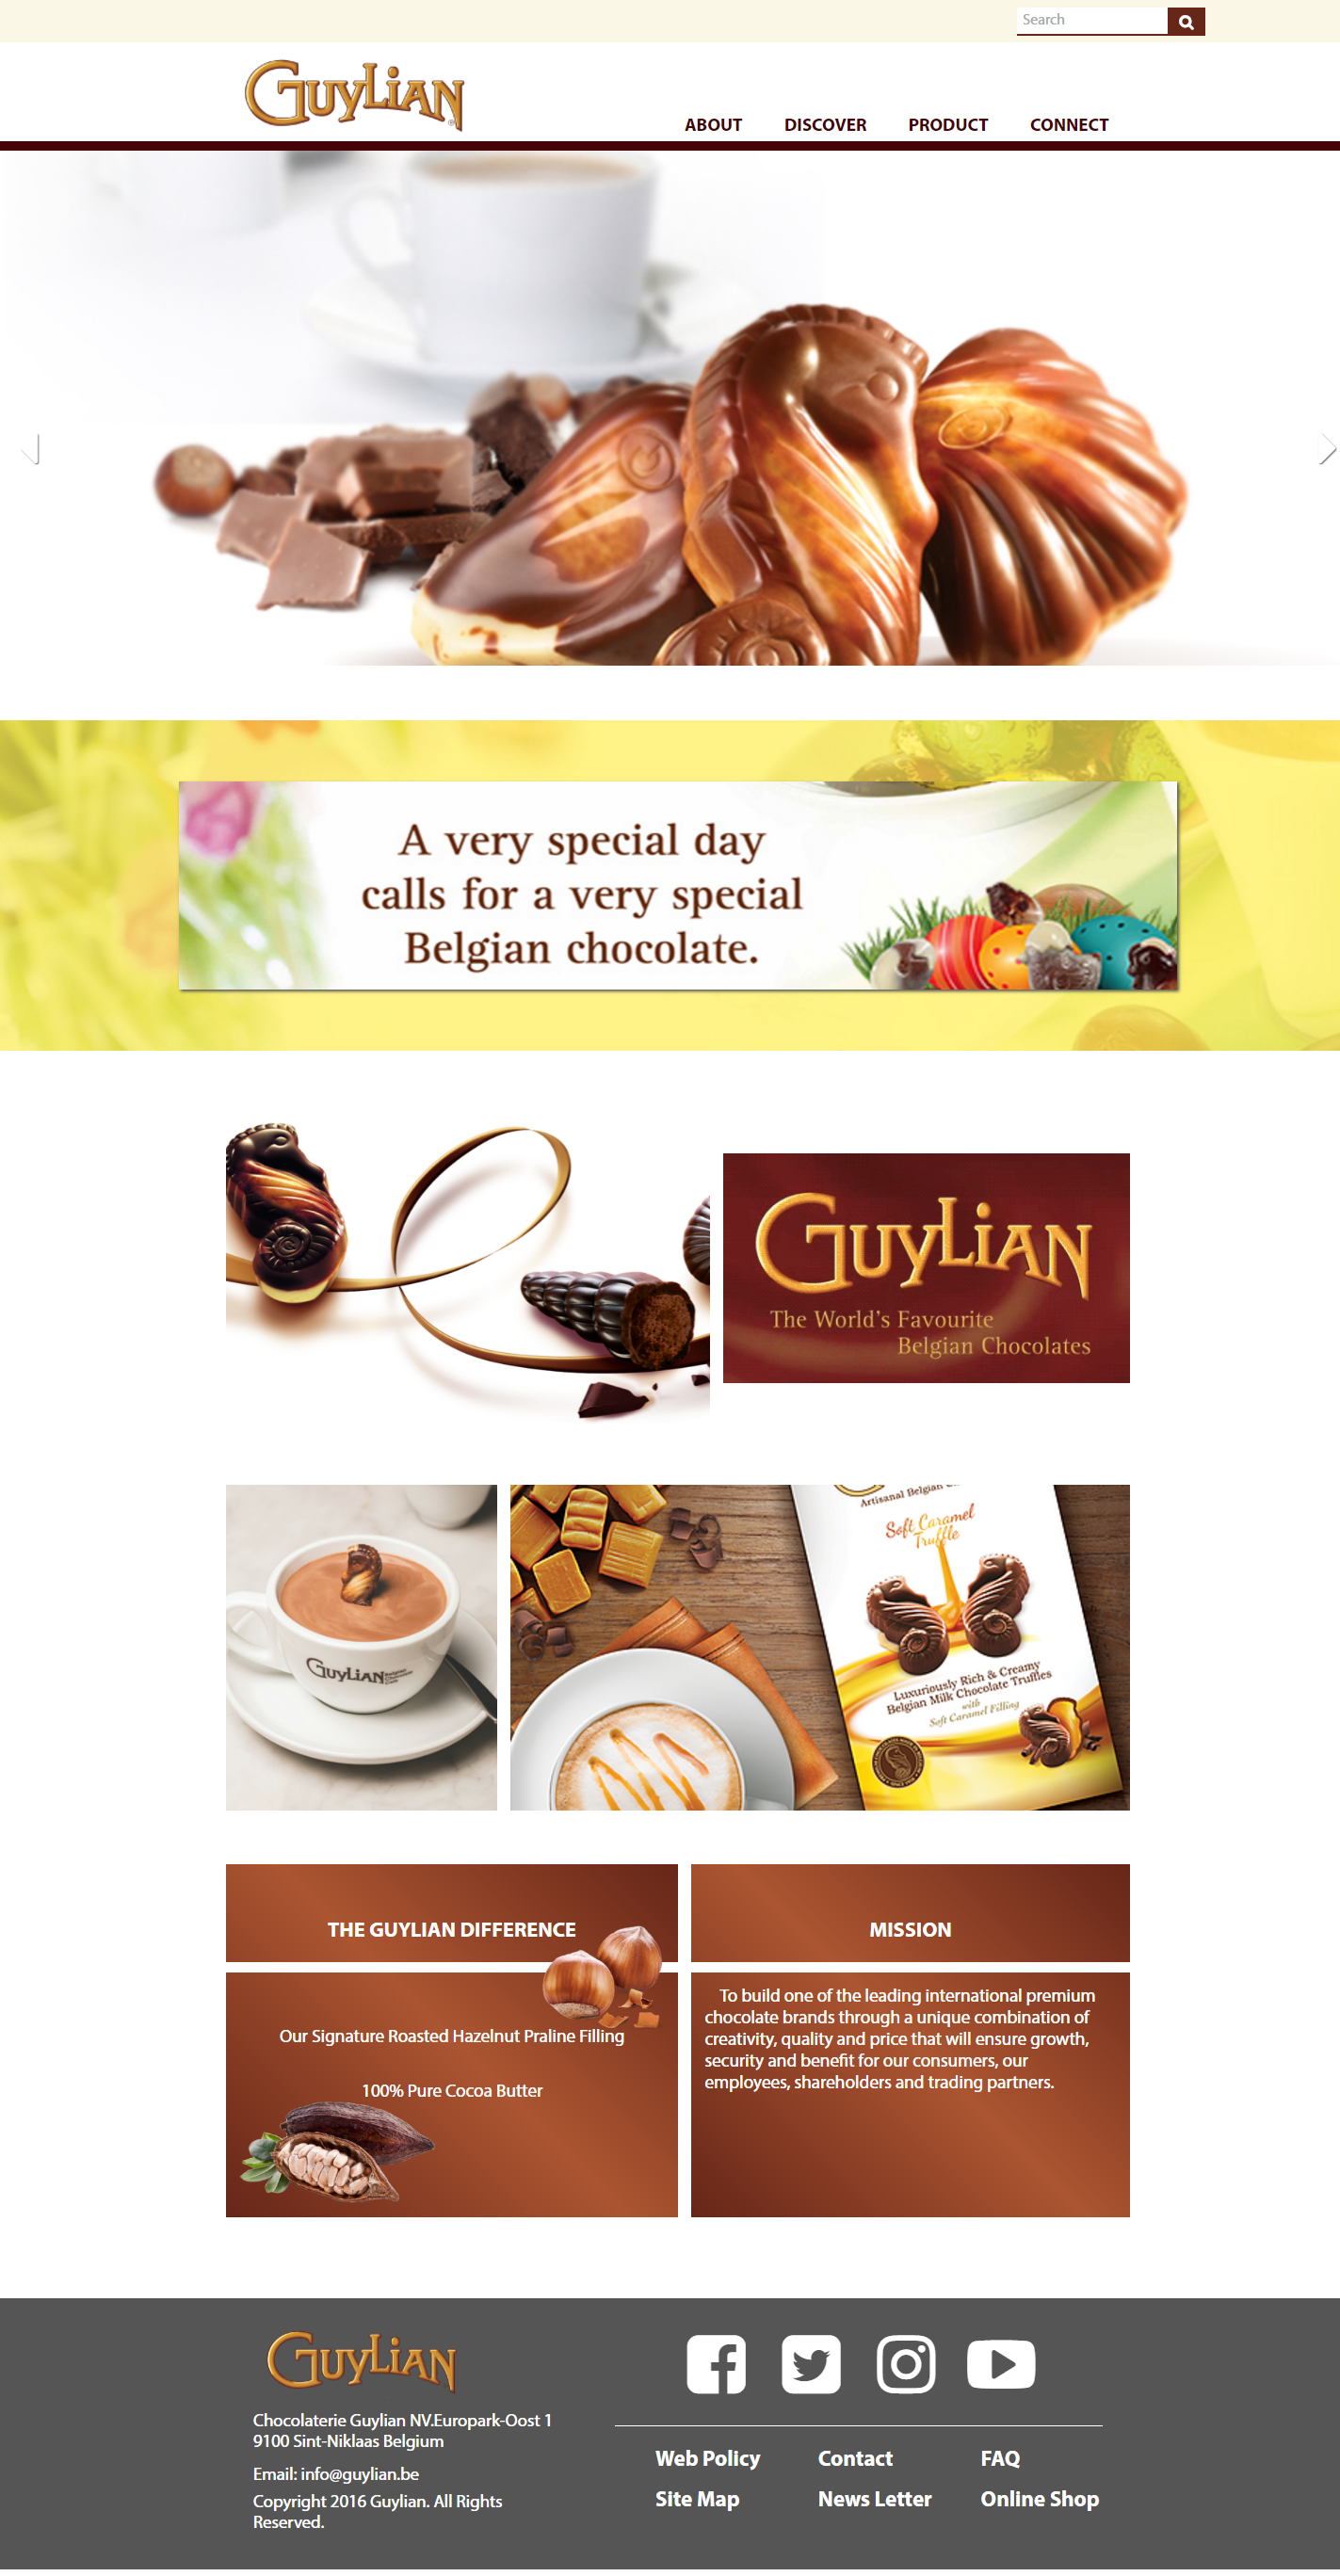 Search
GUYLIAN
ABOUT DISCOVER PRODUCT CONNECT
A very special day
calls for a very special
Belgian chocolate.
GUYLIAN
The World's Favourite
Belgian Chocolates
GUYLIAN
Artisanal Belgian
Soft Caramel
Truffle
Luxuriously Rich & Creamy
Belgian Milk Chocolate Truffles
with
Soft Caramel Filling
THE GUYLIAN DIFFERENCE
Our Signature Roasted Hazelnut Praline Filling
100% Pure Cocoa Butter
MISSION
To build one of the leading international premium
chocolate brands through a unique combination of
creativity, quality and price that will ensure growth,
security and benefit for our consumers, our
employees, shareholders and trading partners.
GUYLIAN
Chocolaterie Guylian NV.Europark-Oost 1
9100 Sint-Niklaas Belgium
Email: info@guylian.be
Copyright 2016 Guylian. All Rights
Reserved.
Web Policy Contact FAQ
Site Map News Letter Online Shop